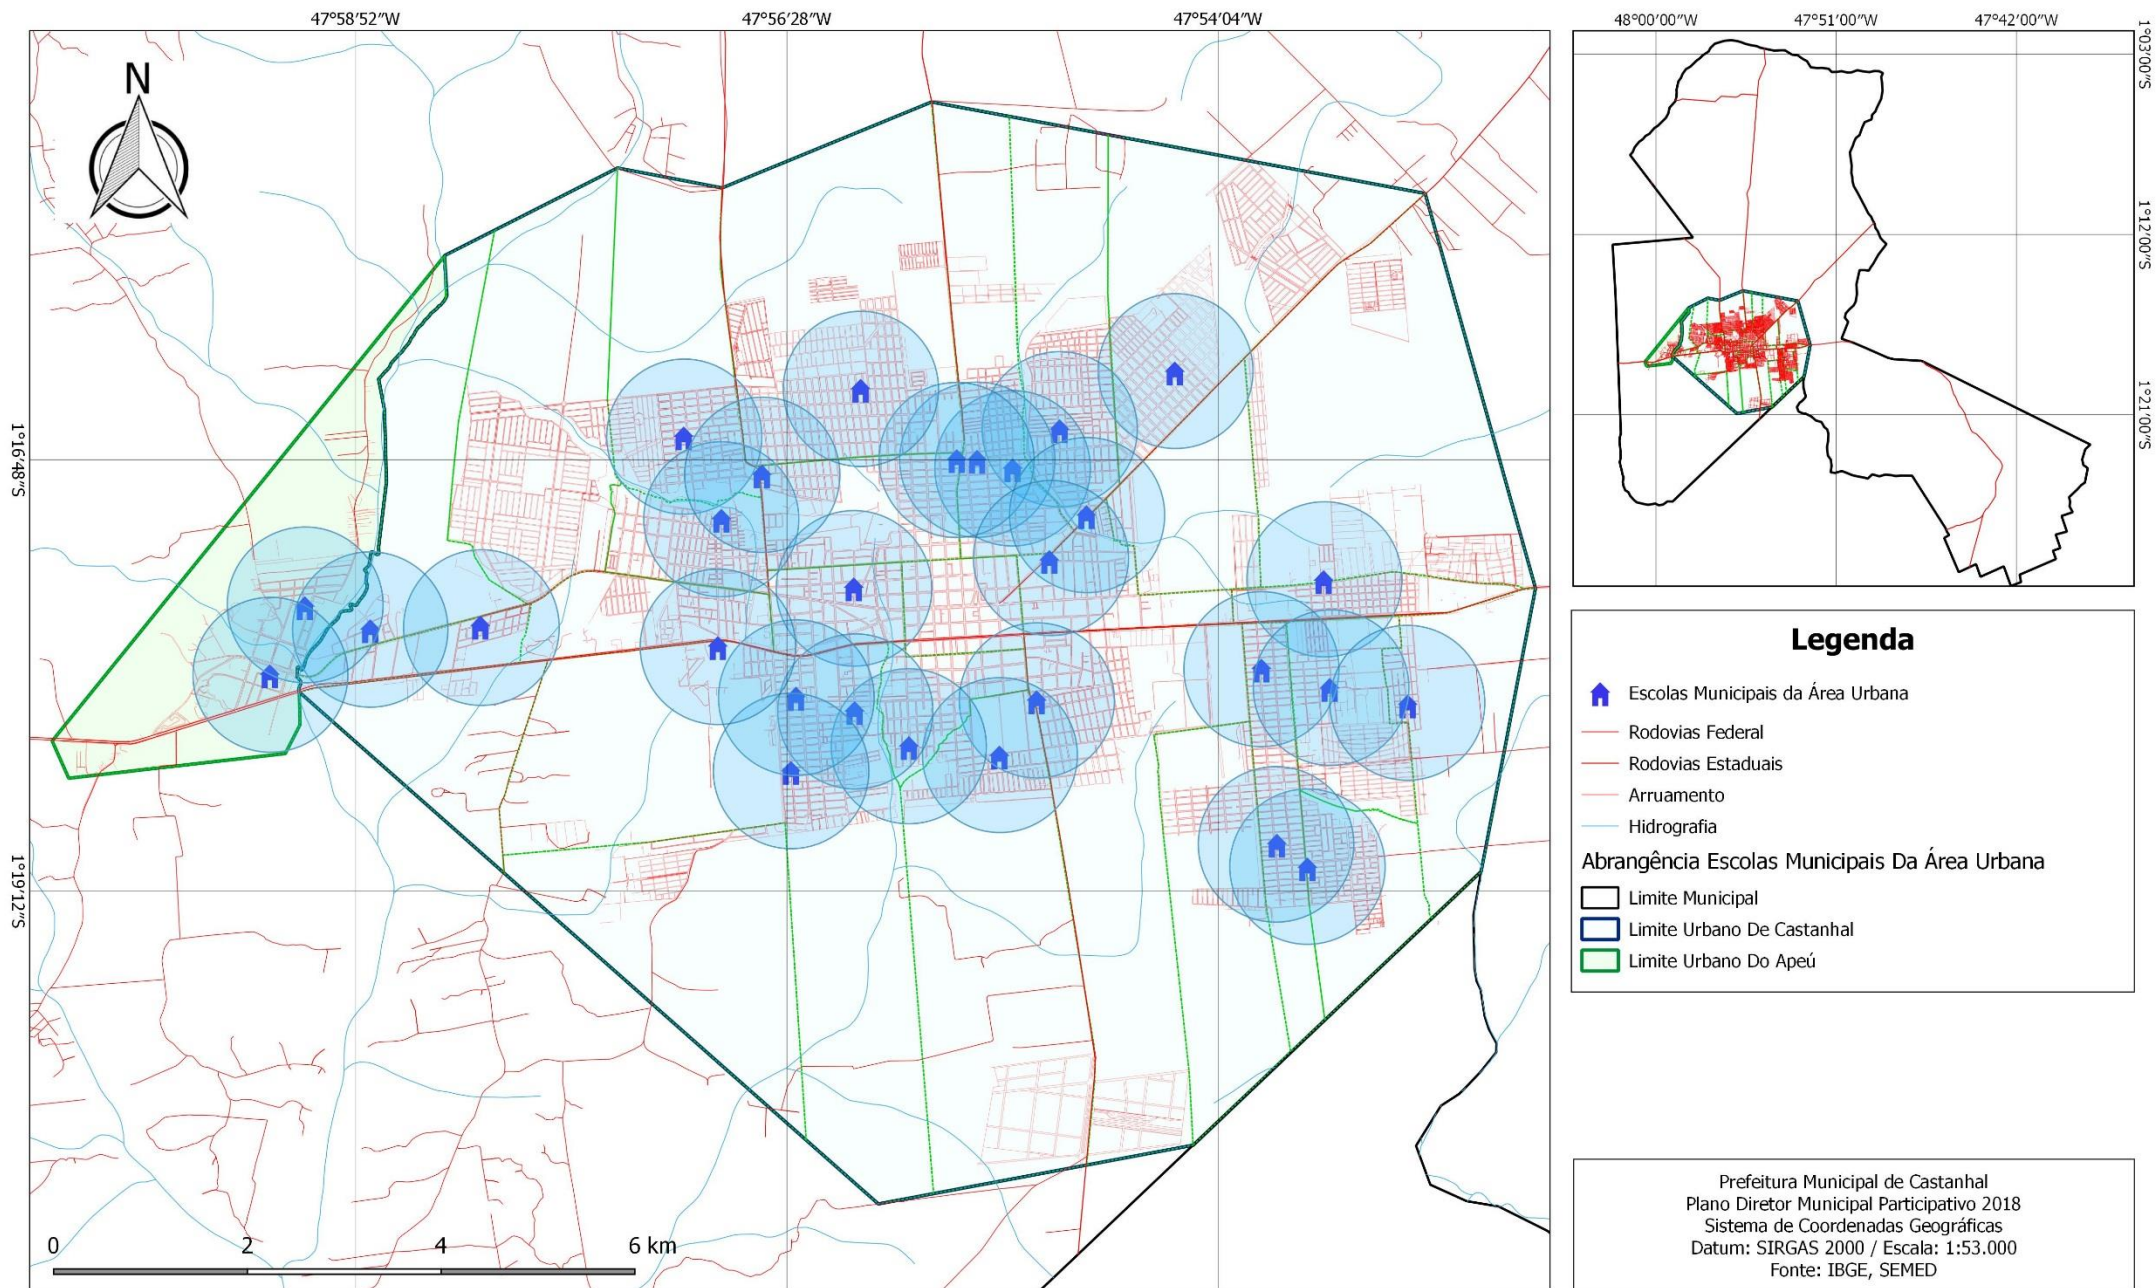 47°58'52"W
47°56'28"W
47°54'04"W
48°00'00"W
47°51'00"W
47°42'00"W
N
1°03'00"S
1°12'00"S
1°21'00"S
1°16'48"S
1°19'12"S
Legenda
Escolas Municipais da Área Urbana
Rodovias Federal
Rodovias Estaduais
Arruamento
Hidrografia
Abrangência Escolas Municipais Da Área Urbana
Limite Municipal
Limite Urbano De Castanhal
Limite Urbano Do Apeú
0 2 4 6 km
Prefeitura Municipal de Castanhal
Plano Diretor Municipal Participativo 2018
Sistema de Coordenadas Geográficas
Datum: SIRGAS 2000 / Escala: 1:53.000
Fonte: IBGE, SEMED